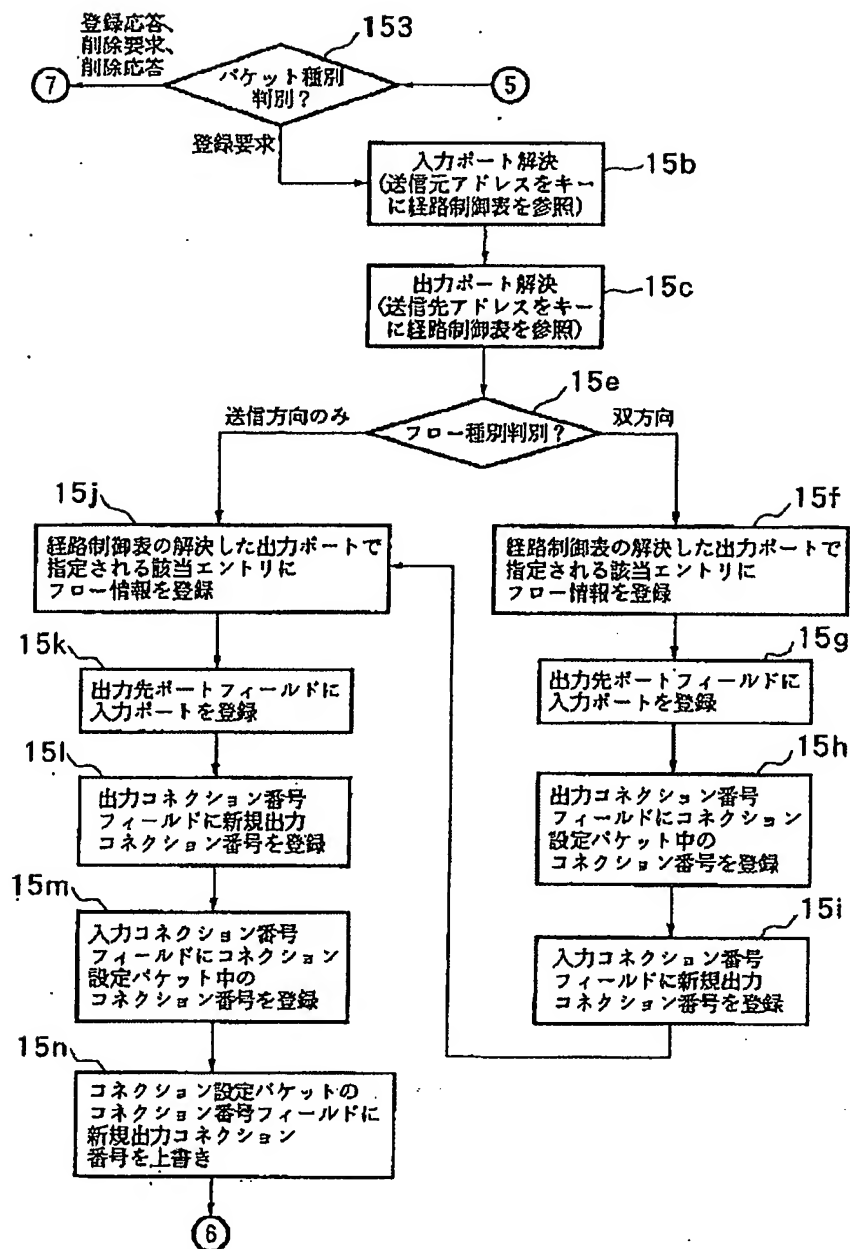 登録応答、
削除要求、
削除応答
153
7
パケット種別
判別？
5
登録要求
入力ポート解決
(送信元アドレスをキー
に経路制御表を参照)
15b
出力ポート解決
(送信先アドレスをキー
に経路制御表を参照)
15c
15e
送信方向のみ
フロー種別判別？
双方向
15j
経路制御表の解決した出力ポートで
指定される該当エントリに
フロー情報を登録
15f
経路制御表の解決した出力ポートで
指定される該当エントリに
フロー情報を登録
15k
出力先ポートフィールドに
入力ポートを登録
15g
出力先ポートフィールドに
入力ポートを登録
15l
出力コネクション番号
フィールドに新規出力
コネクション番号を登録
15h
出力コネクション番号
フィールドにコネクション
設定パケット中の
コネクション番号を登録
15m
入力コネクション番号
フィールドにコネクション
設定パケット中の
コネクション番号を登録
15i
入力コネクション番号
フィールドに新規出力
コネクション番号を登録
15n
コネクション設定パケットの
コネクション番号フィールドに
新規出力コネクション
番号を上書き
6